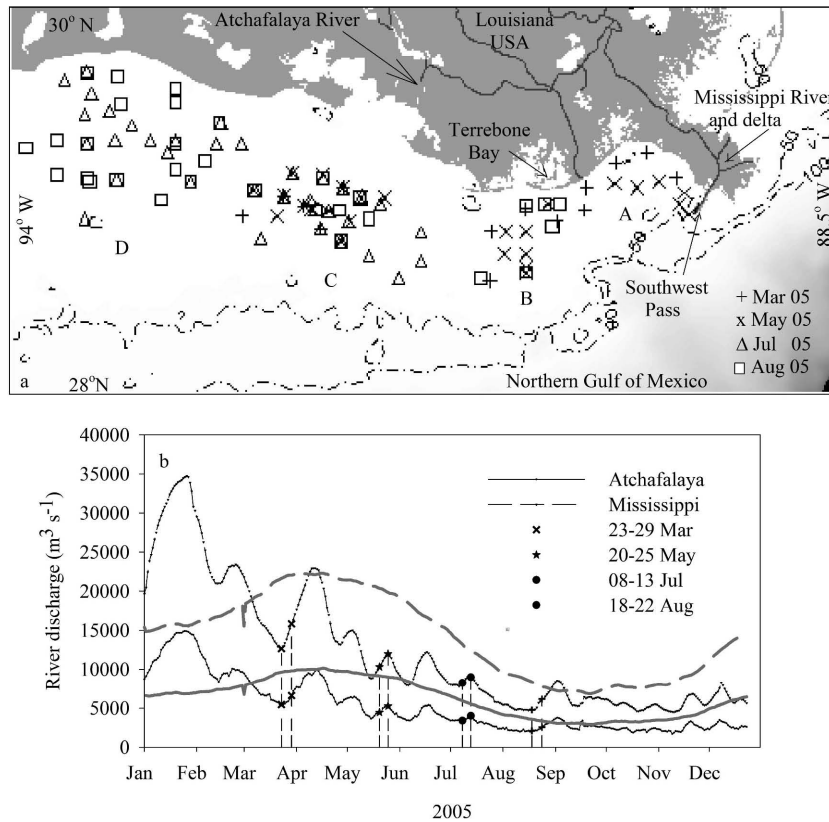 30° N
Atchafalaya River
Louisiana
USA
Mississippi River
and delta
Terrebone
Bay
50
100
50
94° W
88.5° W
A
50
D
C
B
Southwest
Pass
+ Mar 05
x May 05
Δ Jul 05
□ Aug 05
a
28°N
Northern Gulf of Mexico
40000
b
35000
Atchafalaya
Mississippi
30000
23-29 Mar
25000
20-25 May
08-13 Jul
20000
18-22 Aug
15000
10000
5000
0
River discharge (m³ s⁻¹)
Jan Feb Mar Apr May Jun Jul Aug Sep Oct Nov Dec
2005